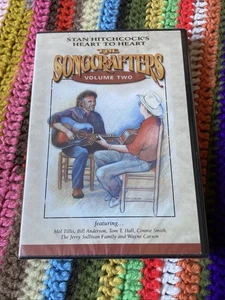 STAN HITCHCOCK'S
HEART TO HEART
THE
SONGCRAFTERS
VOLUME TWO
featuring...
Mel Tillis, Bill Anderson, Tom T. Hall, Connie Smith,
The Jerry Sullivan Family and Wayne Carson